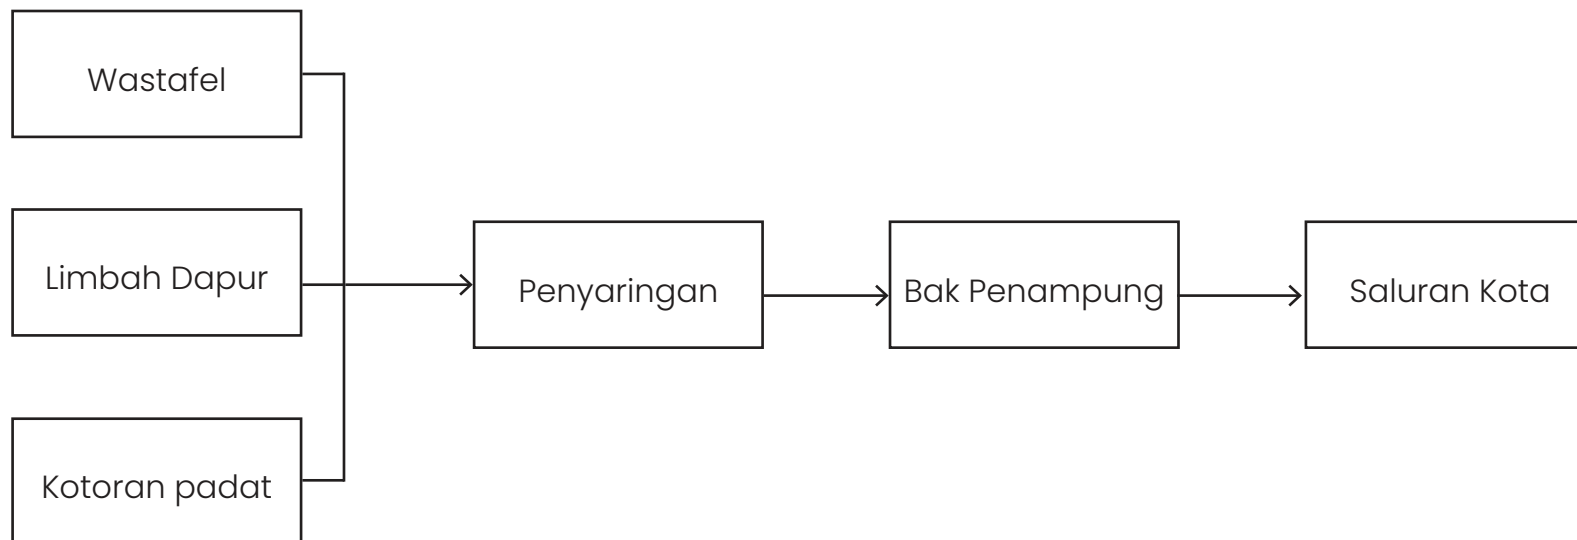 Wastafel
Limbah Dapur
Kotoran padat
Penyaringan
Bak Penampung
Saluran Kota